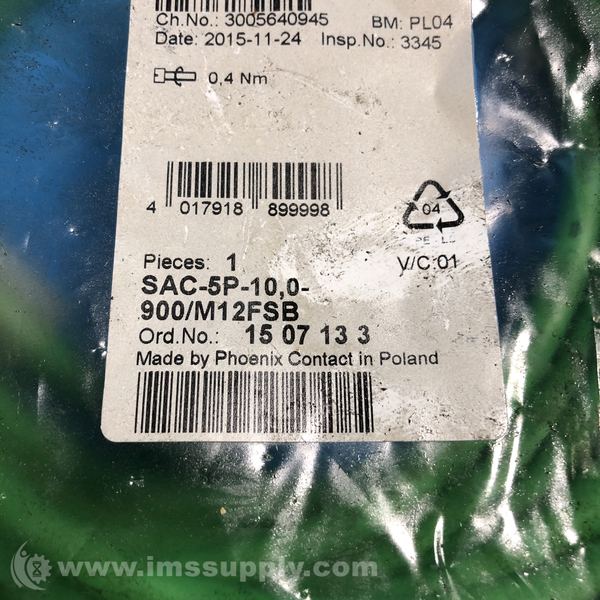 Ch.No.: 3005640945 BM: PL04
Date: 2015-11-24 Insp.No.: 3345
0,4 Nm
4 017918 899998
04
Pieces: 1 V/C:01
SAC-5P-10,0-
900/M12FSB
Ord.No.: 15 07 13 3
Made by Phoenix Contact in Poland
www.imssupply.com